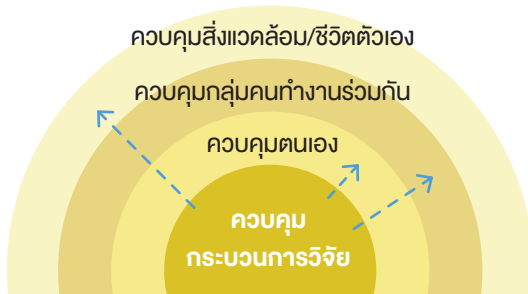 ควบคุมสิ่งแวดล้อม/ชีวิตตัวเอง
ควบคุมกลุ่มคนทำงานร่วมกัน
ควบคุมตนเอง
ควบคุม
กระบวนการวิจัย